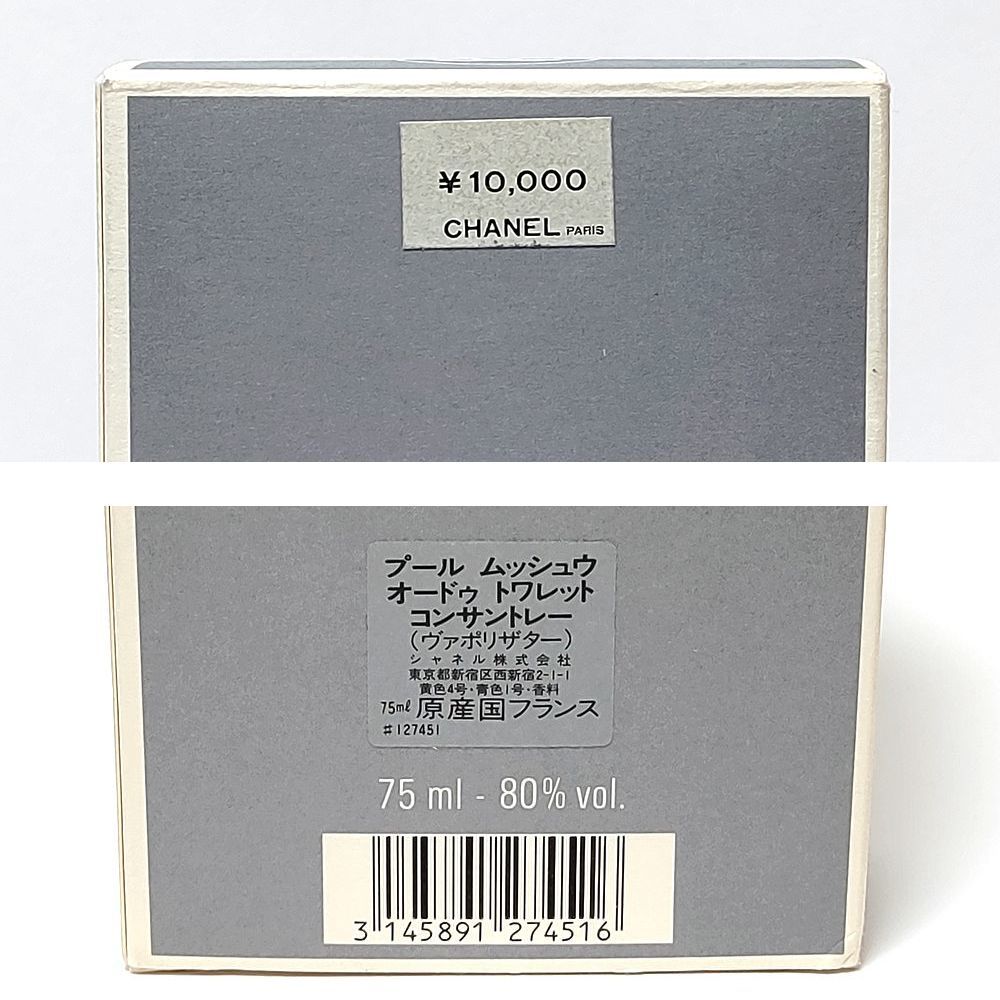 ¥10,000
CHANEL PARIS
プール ムッシュウ
オードゥ トワレット
コンサントレー
(ヴァポリザター)
シャネル株式会社
東京都新宿区西新宿2-1-1
黄色4号・青色1号・香料
75ml 原産国フランス
#127451
75 ml - 80% vol.
3 145891 274516